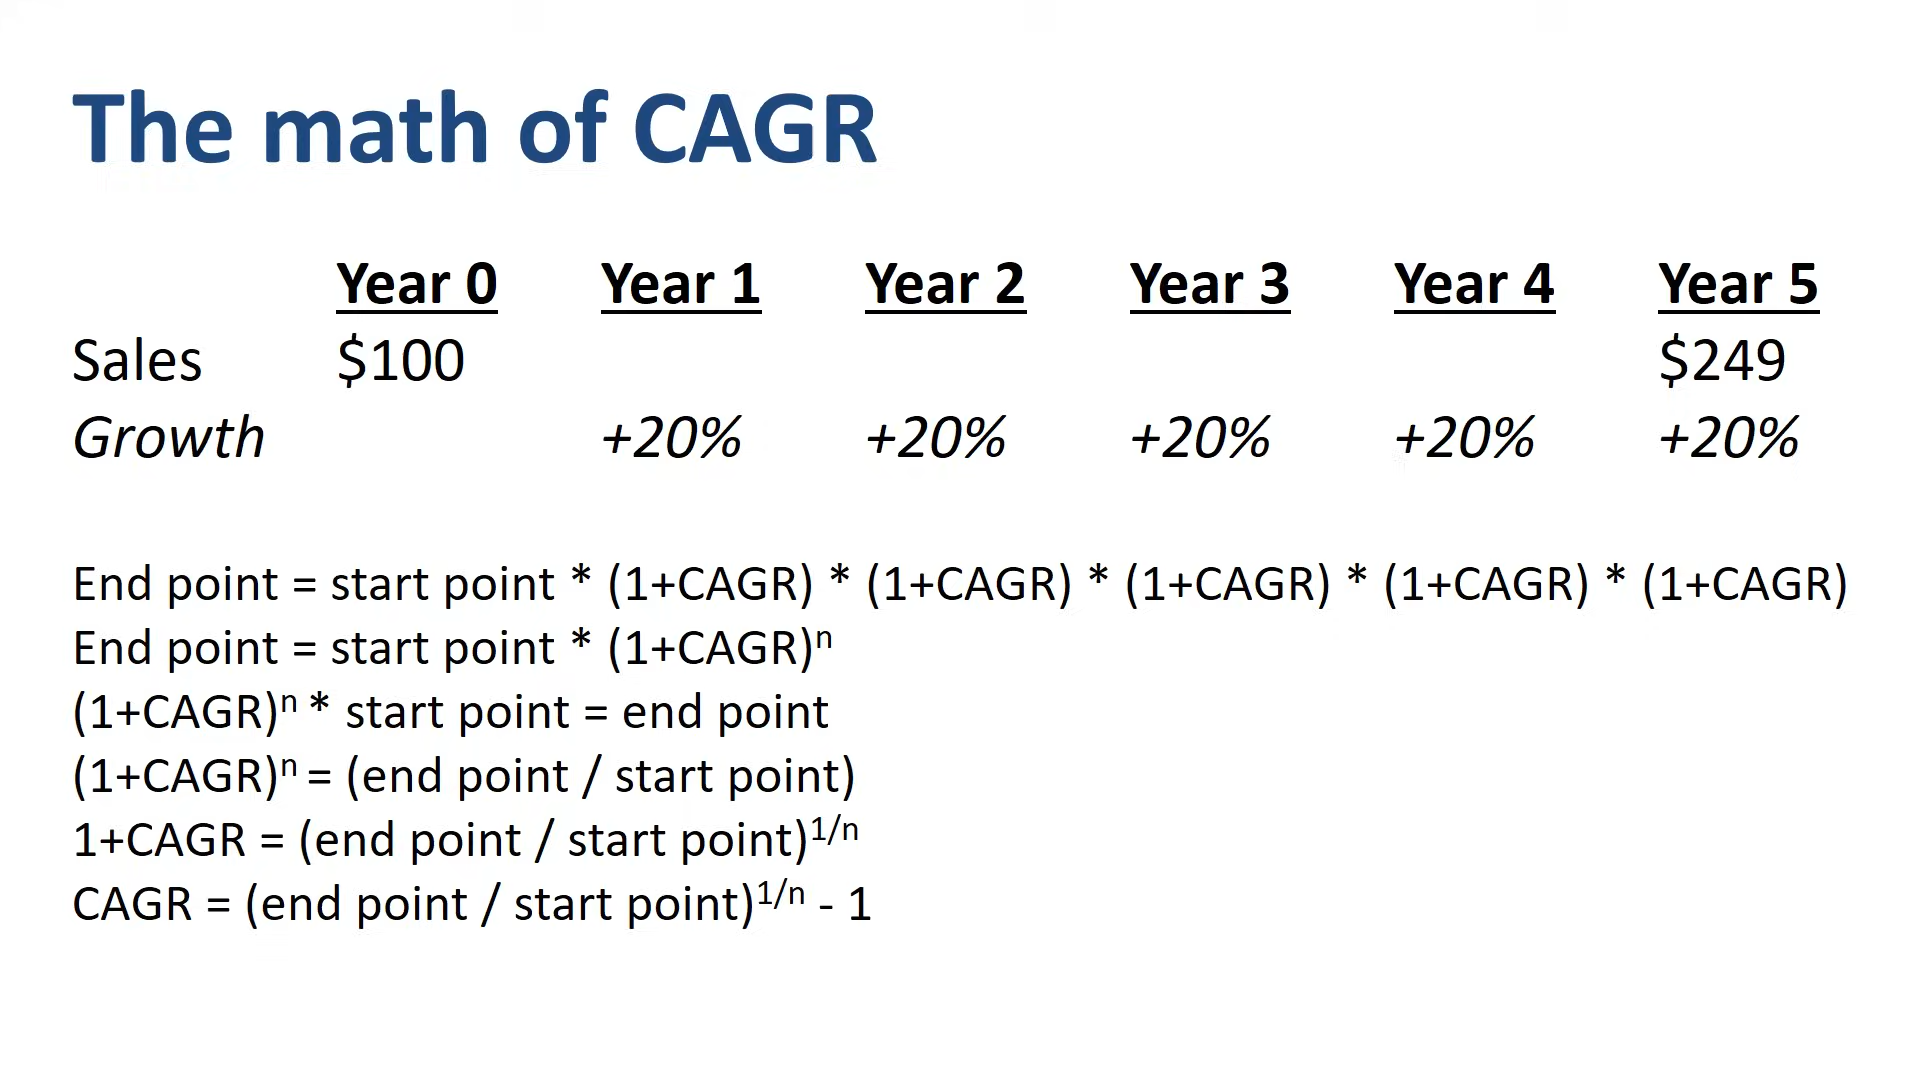 The math of CAGR
Year 0 Year 1 Year 2 Year 3 Year 4 Year 5
Sales $100 $249
Growth +20% +20% +20% +20% +20%
End point = start point * (1+CAGR) * (1+CAGR) * (1+CAGR) * (1+CAGR) * (1+CAGR)
End point = start point * (1+CAGR)ⁿ
(1+CAGR)ⁿ * start point = end point
(1+CAGR)ⁿ = (end point / start point)
1+CAGR = (end point / start point)¹/ⁿ
CAGR = (end point / start point)¹/ⁿ - 1